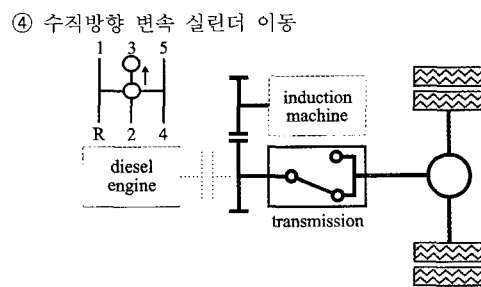 ④ 수직방향 변속 실린더 이동
1 3 5
R 2 4
induction
machine
diesel
engine
transmission